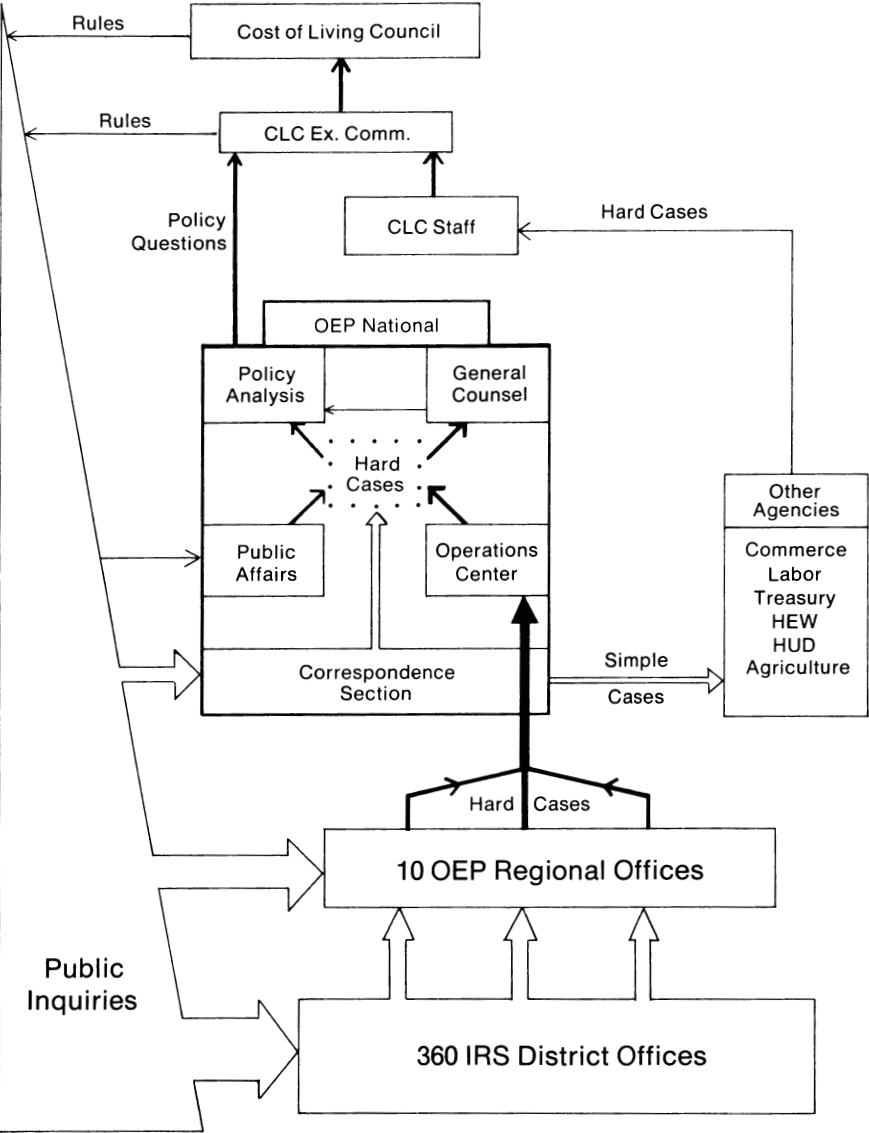 Rules
Cost of Living Council
Rules
CLC Ex. Comm.
Policy
Questions
CLC Staff
Hard Cases
OEP National
Policy
Analysis
General
Counsel
Hard
Cases
Public
Affairs
Operations
Center
Correspondence
Section
Simple
Cases
Other
Agencies
Commerce
Labor
Treasury
HEW
HUD
Agriculture
Hard Cases
10 OEP Regional Offices
Public
Inquiries
360 IRS District Offices